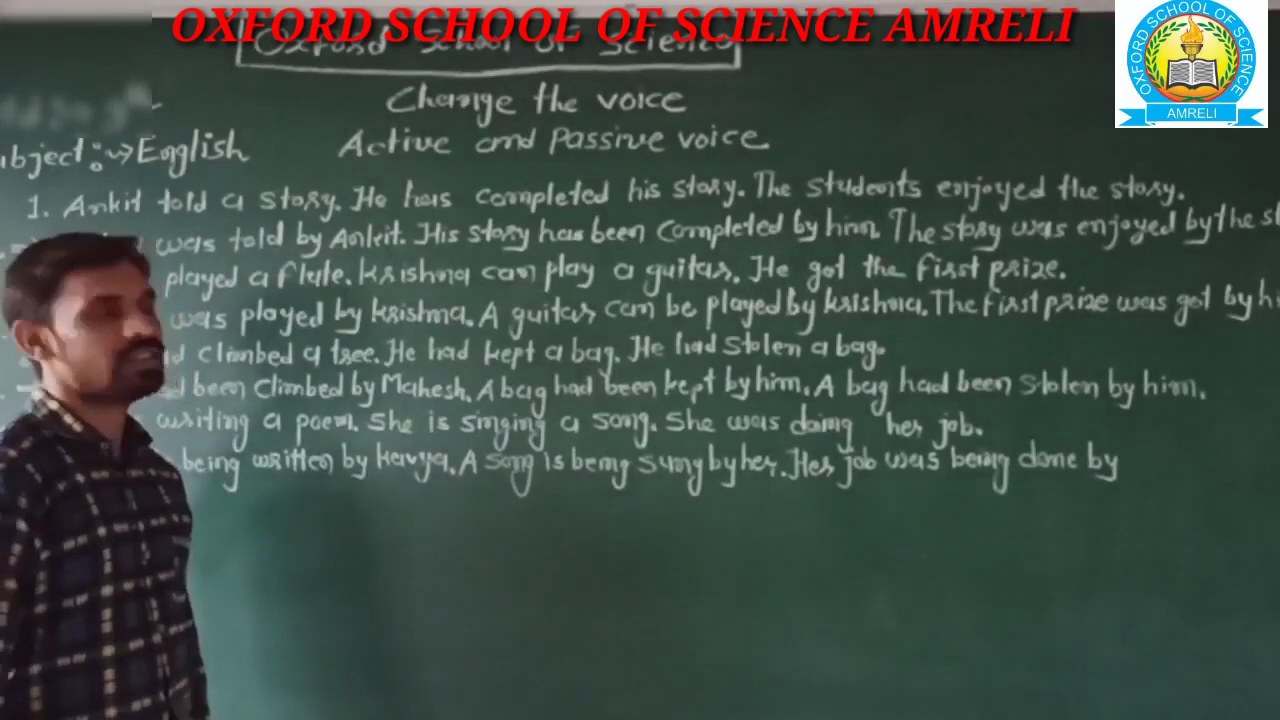 OXFORD SCHOOL OF SCIENCE AMRELI
OXFORD SCHOOL OF SCIENCE
AMRELI
Oxford School of Science
Change the voice
ubject :⇝ English Active and Passive voice
1. Ankit told a story. He has completed his story. The students enjoyed the story.
was told by Ankit. His story has been completed by him. The story was enjoyed by the s
played a flute. Krishna can play a guitar. He got the first prize.
was played by Krishna. A guitar can be played by Krishna. The first prize was got by h
climbed a tree. He had kept a bag. He had stolen a bag.
been climbed by Mahesh. A bag had been kept by him. A bag had been stolen by him.
writing a poem. She is singing a song. She was doing her job.
being written by Kavya. A song is being sung by her. Her job was being done by